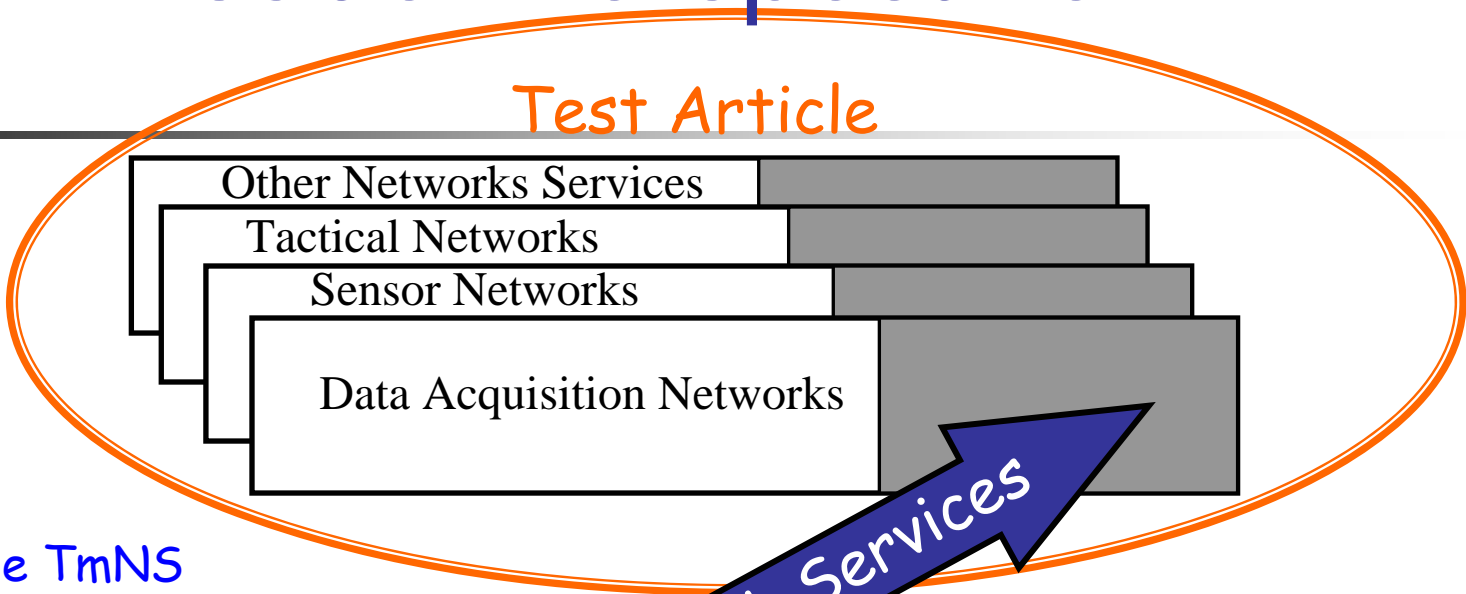 Test Article
Other Networks Services
Tactical Networks
Sensor Networks
Data Acquisition Networks
Services
e TmNS